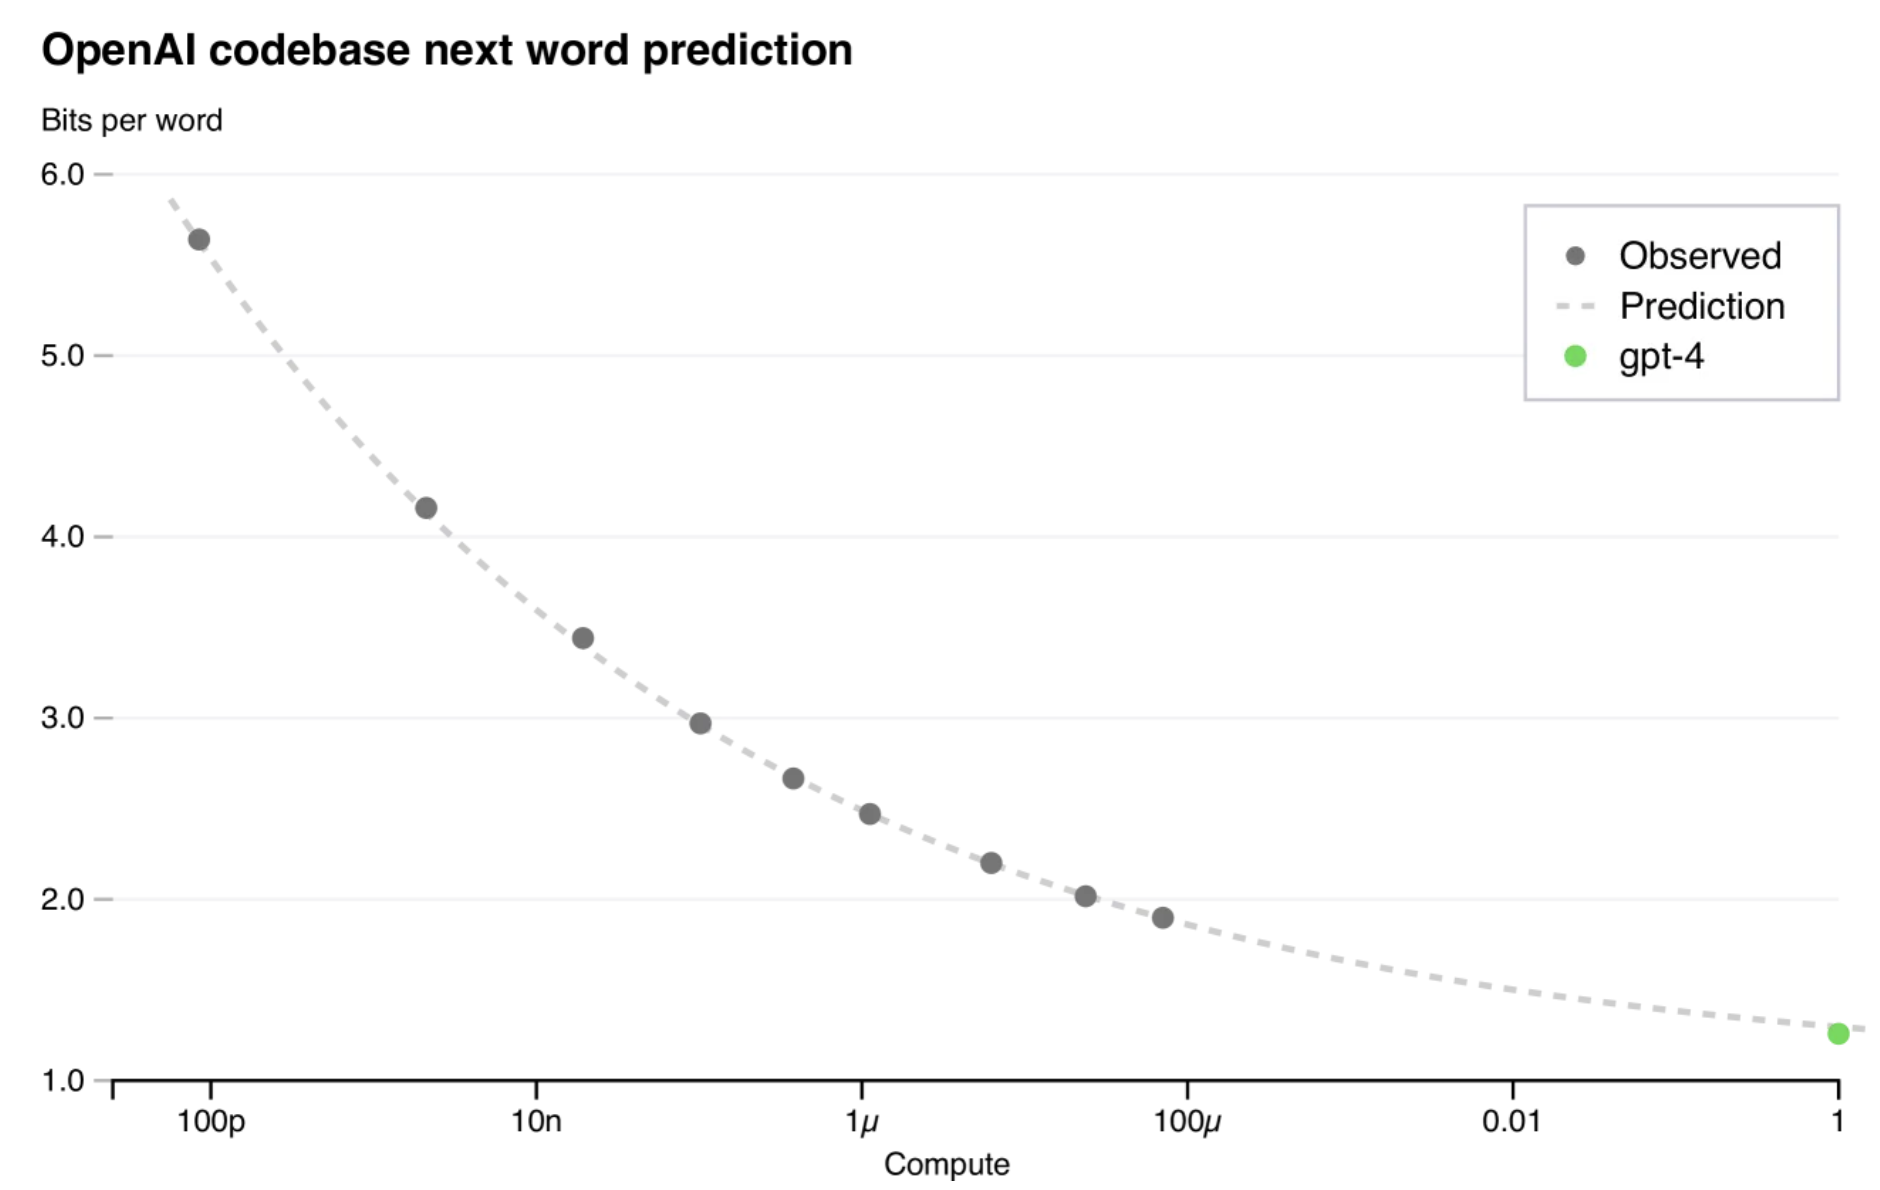 OpenAI codebase next word prediction
Bits per word
6.0
5.0
4.0
3.0
2.0
1.0
Observed
Prediction
gpt-4
100p 10n 1µ 100µ 0.01 1
Compute